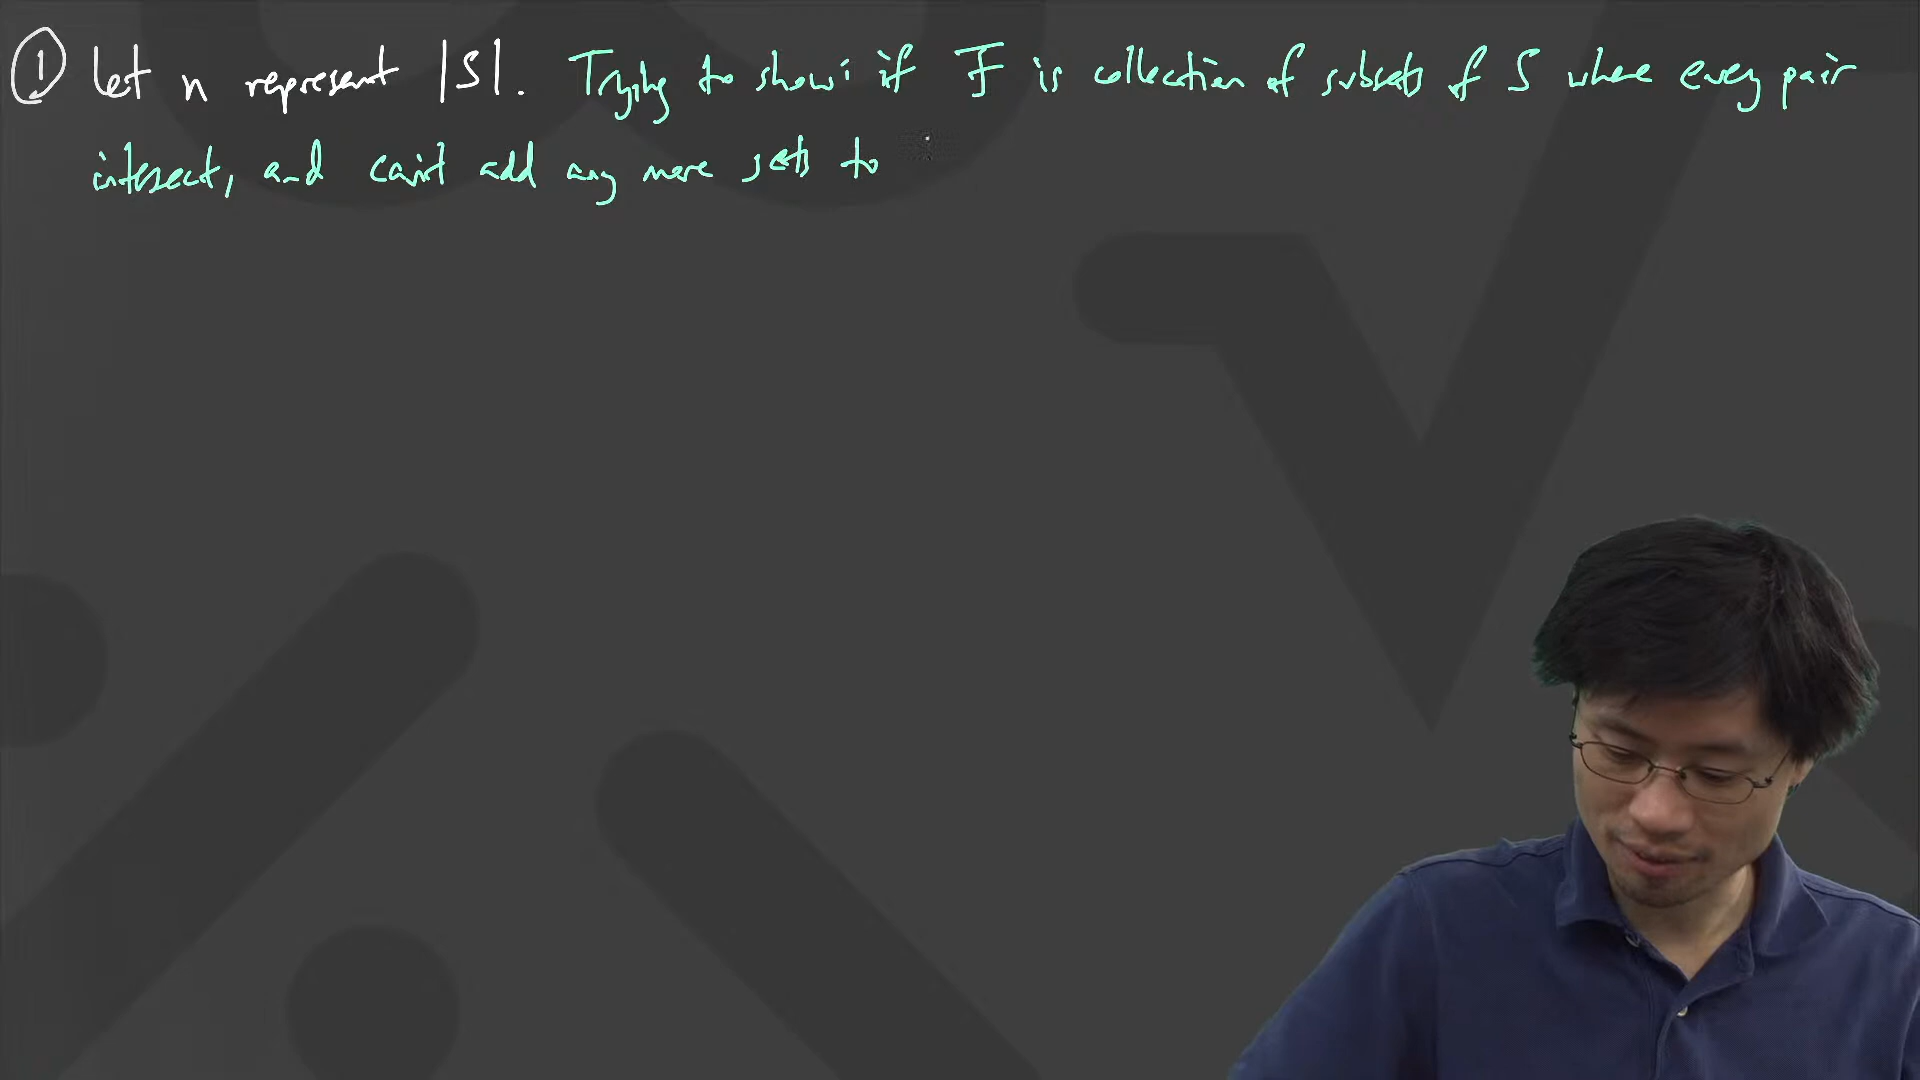 ① Let n represent |S|. Trying to show: if F is collection of subsets of S where every pair
intersect, and can't add any more sets to